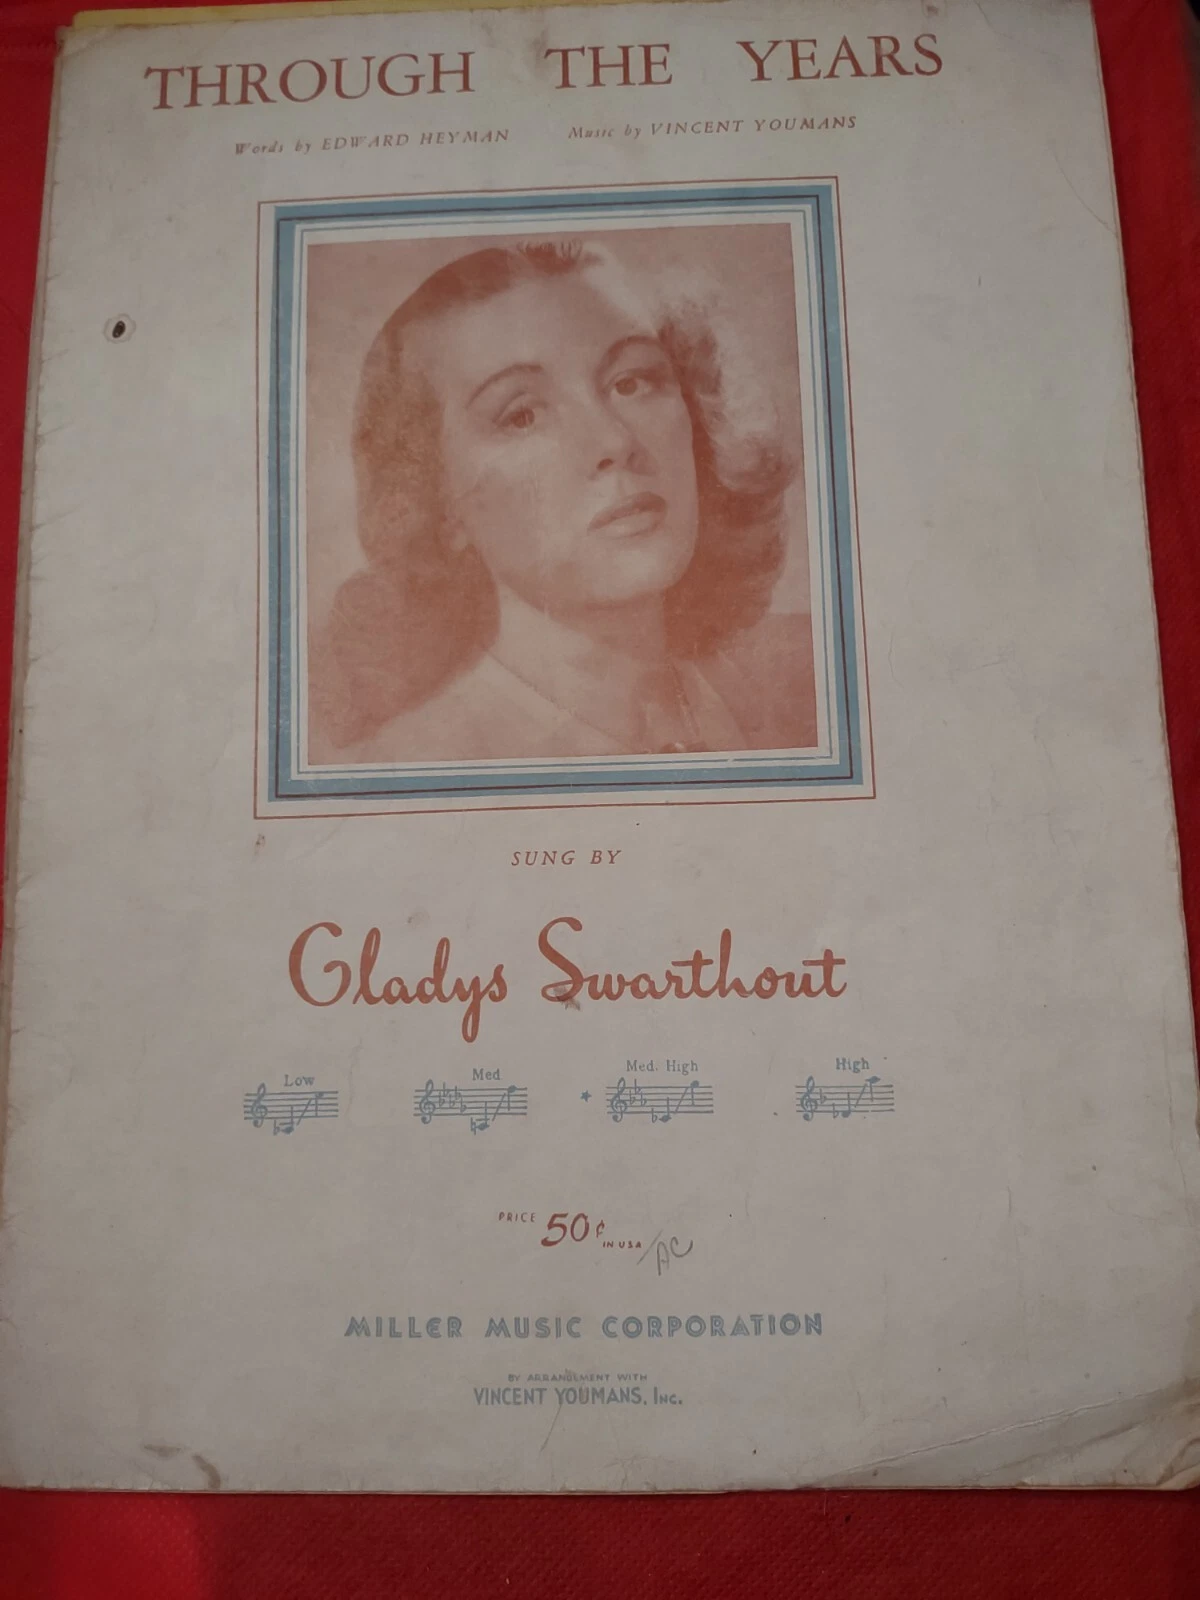 THROUGH THE YEARS
Words by EDWARD HEYMAN Music by VINCENT YOUMANS
SUNG BY
Gladys Swarthout
Low Med Med. High High
PRICE 50¢ IN USA /AC
MILLER MUSIC CORPORATION
BY ARRANGEMENT WITH
VINCENT YOUMANS, INC.